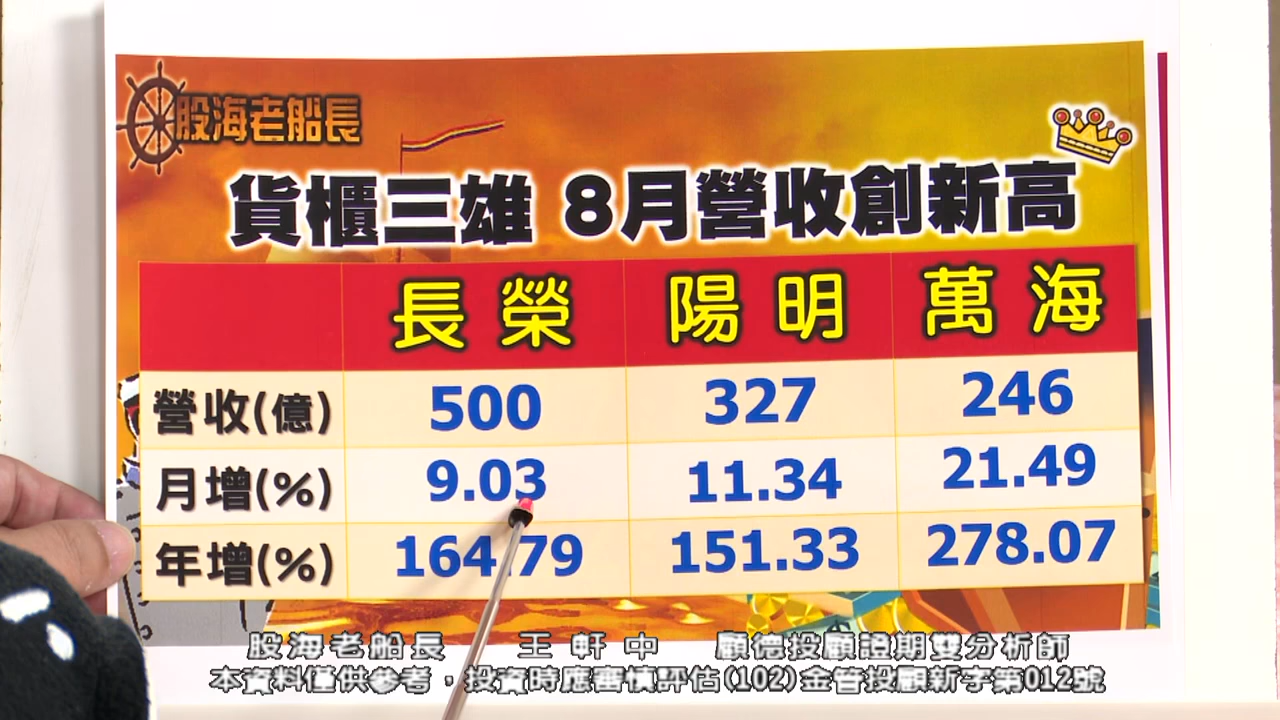 股海老船長
貨櫃三雄 8月營收創新高
長榮 陽明 萬海
營收(億) 500 327 246
月增(%) 9.03 11.34 21.49
年增(%) 164.79 151.33 278.07
股海老船長 王軒中 顧德投顧證期雙分析師
本資料僅供參考，投資時應審慎評估(102)金管投顧新字第012號